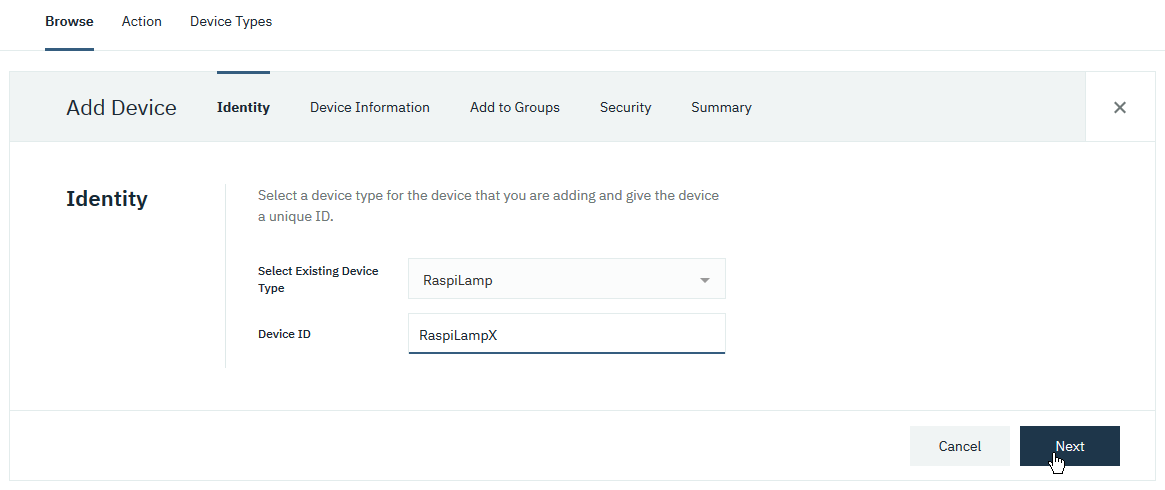 Browse Action Device Types
Add Device Identity Device Information Add to Groups Security Summary
Identity
Select a device type for the device that you are adding and give the device
a unique ID.
Select Existing Device
Type
RaspiLamp
Device ID
RaspiLampX
Cancel Next